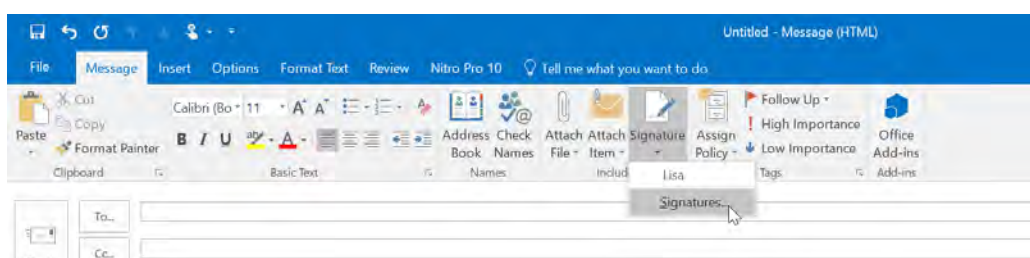 Untitled - Message (HTML)
File Message Insert Options Format Text Review Nitro Pro 10 Tell me what you want to do
Cut
Copy
Format Painter
Paste
Calibri (Bo 11 A A
B I U aby A
Address Book
Check Names
Attach File
Attach Item
Signature
Assign Policy
Follow Up
High Importance
Low Importance
Office Add-ins
Clipboard Basic Text Names Includ Tags Add-ins
Lisa
Signatures...
To...
Cc...